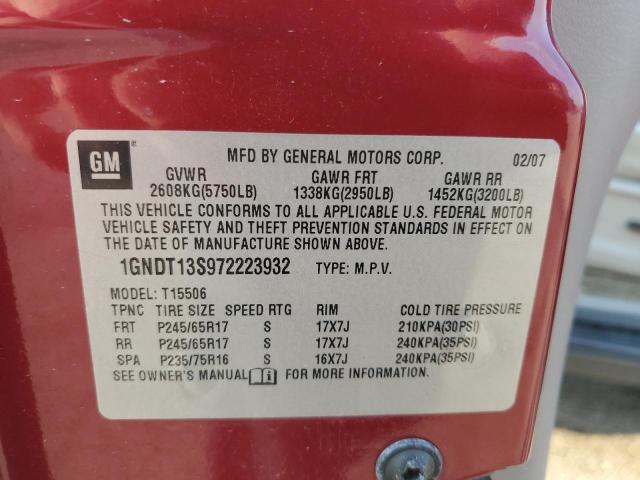 GM
MFD BY GENERAL MOTORS CORP. 02/07
GVWR GAWR FRT GAWR RR
2608KG(5750LB) 1338KG(2950LB) 1452KG(3200LB)
THIS VEHICLE CONFORMS TO ALL APPLICABLE U.S. FEDERAL MOTOR
VEHICLE SAFETY AND THEFT PREVENTION STANDARDS IN EFFECT ON
THE DATE OF MANUFACTURE SHOWN ABOVE.
1GNDT13S972223932 TYPE: M.P.V.
MODEL: T15506
TPNC TIRE SIZE SPEED RTG RIM COLD TIRE PRESSURE
FRT P245/65R17 S 17X7J 210KPA(30PSI)
RR P245/65R17 S 17X7J 240KPA(35PSI)
SPA P235/75R16 S 16X7J 240KPA(35PSI)
SEE OWNER'S MANUAL FOR MORE INFORMATION.